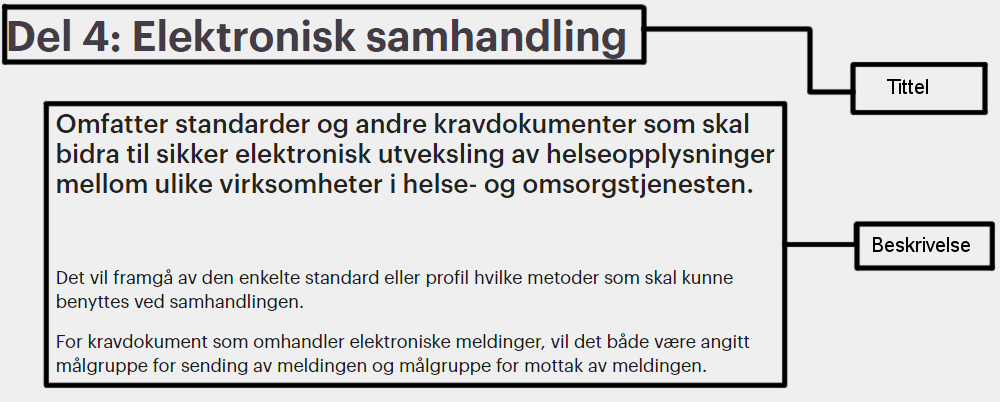 Del 4: Elektronisk samhandling
Tittel
Omfatter standarder og andre kravdokumenter som skal
bidra til sikker elektronisk utveksling av helseopplysninger
mellom ulike virksomheter i helse- og omsorgstjenesten.
Beskrivelse
Det vil framgå av den enkelte standard eller profil hvilke metoder som skal kunne
benyttes ved samhandlingen.
For kravdokument som omhandler elektroniske meldinger, vil det både være angitt
målgruppe for sending av meldingen og målgruppe for mottak av meldingen.